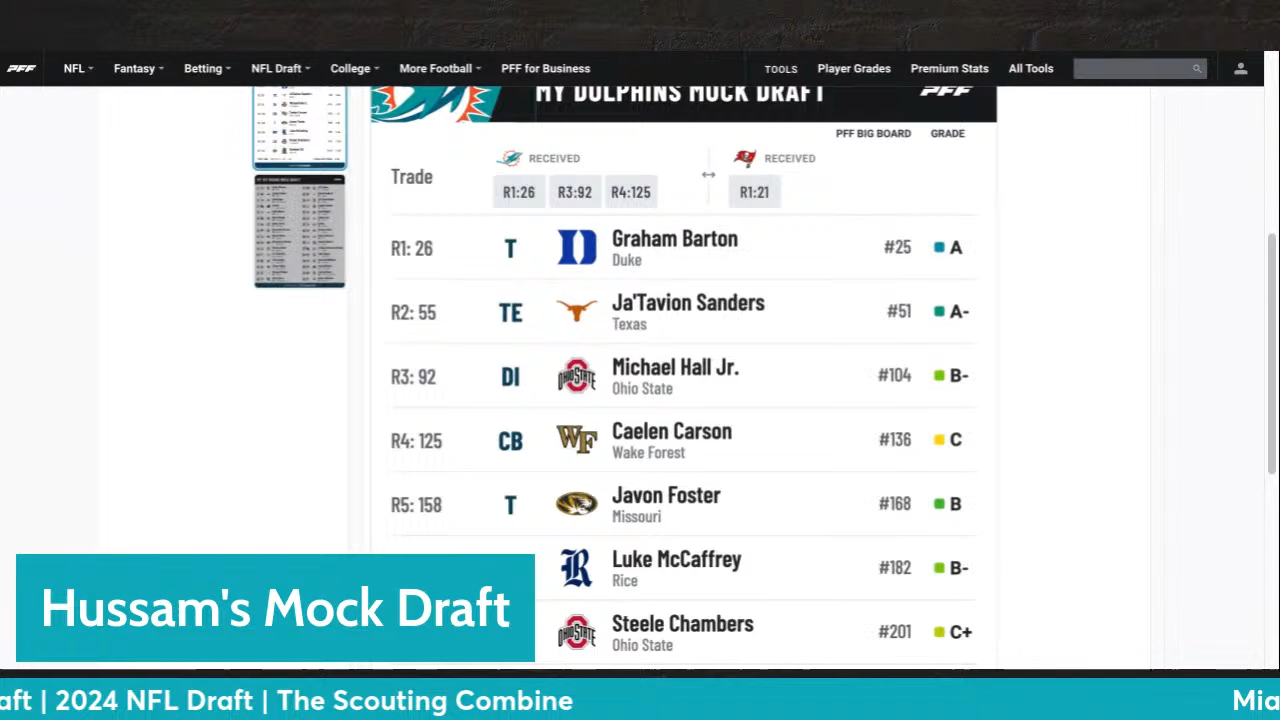 PFF NFL Fantasy Betting NFL Draft College More Football PFF for Business TOOLS Player Grades Premium Stats All Tools
MY DOLPHINS MOCK DRAFT PFF
PFF BIG BOARD GRADE
RECEIVED RECEIVED
Trade
R1:26 R3:92 R4:125 ↔ R1:21
R1: 26 T Graham Barton #25 A
Duke
R2: 55 TE Ja'Tavion Sanders #51 A-
Texas
R3: 92 DI Michael Hall Jr. #104 B-
OHIO STATE
Ohio State
R4: 125 CB WF Caelen Carson #136 C
Wake Forest
R5: 158 T Javon Foster #168 B
Missouri
R Luke McCaffrey #182 B-
Rice
Steele Chambers #201 C+
OHIO STATE
Ohio State
Hussam's Mock Draft
aft | 2024 NFL Draft | The Scouting Combine Mia